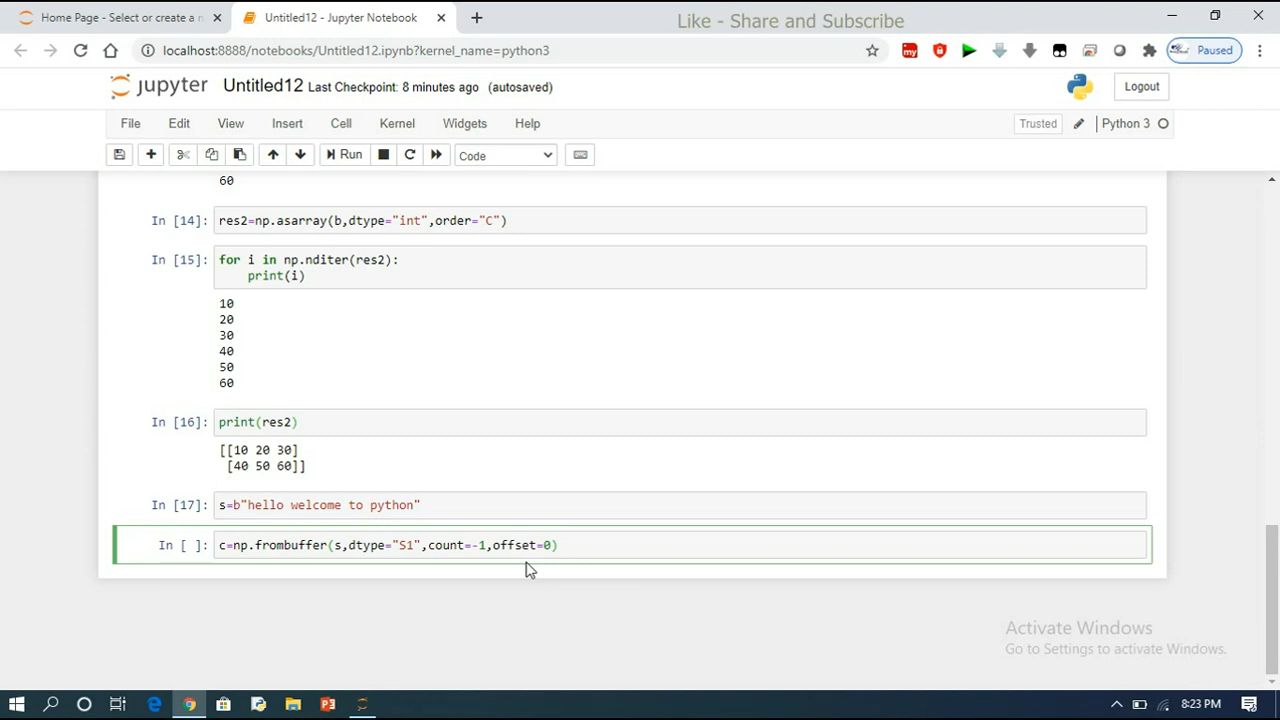 Home Page - Select or create a n
Untitled12 - Jupyter Notebook
Like - Share and Subscribe
localhost:8888/notebooks/Untitled12.ipynb?kernel_name=python3
my
Paused
jupyter Untitled12 Last Checkpoint: 8 minutes ago (autosaved)
Logout
File Edit View Insert Cell Kernel Widgets Help
Trusted
Python 3
Run
Code
60
In [14]: res2=np.asarray(b,dtype="int",order="C")
In [15]: for i in np.nditer(res2):
print(i)
10
20
30
40
50
60
In [16]: print(res2)
[[10 20 30]
[40 50 60]]
In [17]: s=b"hello welcome to python"
In [ ]: c=np.frombuffer(s,dtype="S1",count=-1,offset=0)
Activate Windows
Go to Settings to activate Windows.
8:23 PM